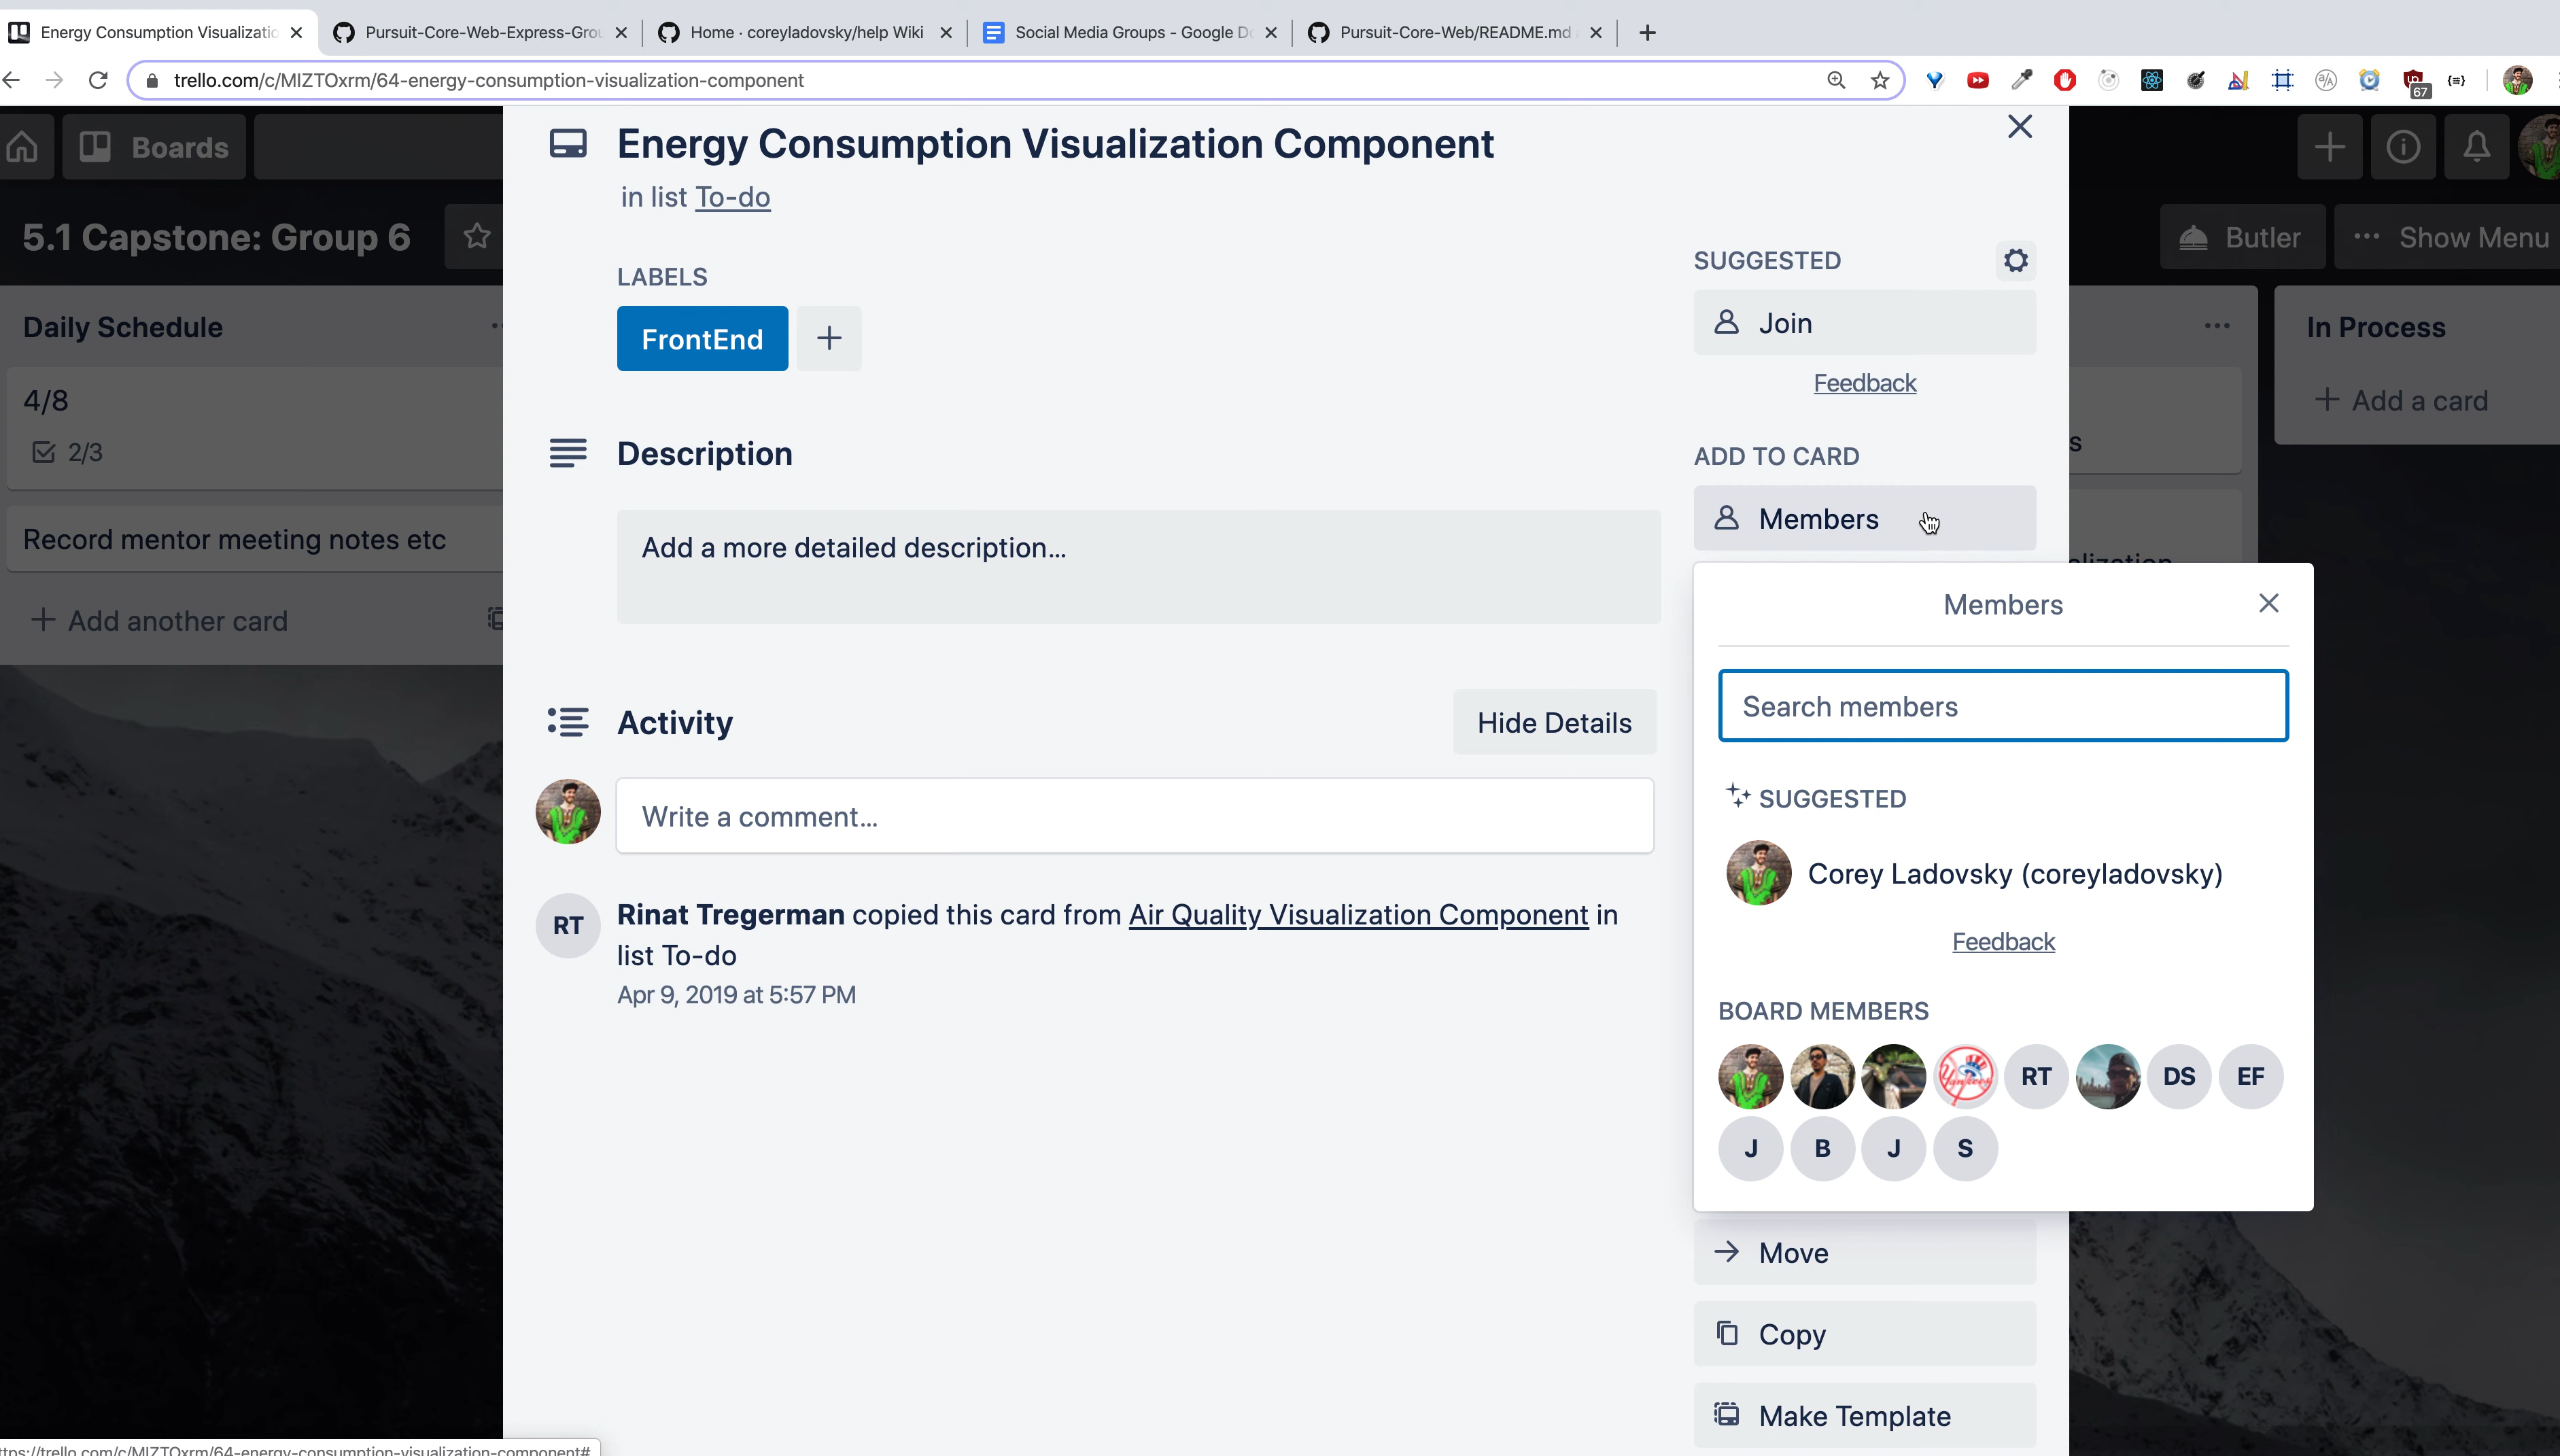 Energy Consumption Visualizatio
Pursuit-Core-Web-Express-Grou
Home · coreyladovsky/help Wiki
Social Media Groups - Google Do
Pursuit-Core-Web/README.md
trello.com/c/MIZTOxrm/64-energy-consumption-visualization-component
67
Boards
5.1 Capstone: Group 6
Butler
Show Menu
Daily Schedule
4/8
2/3
Record mentor meeting notes etc
Add another card
Energy Consumption Visualization Component
in list To-do
LABELS
FrontEnd
Description
Add a more detailed description...
Activity
Hide Details
Write a comment...
RT
Rinat Tregerman copied this card from Air Quality Visualization Component in
list To-do
Apr 9, 2019 at 5:57 PM
SUGGESTED
Join
Feedback
ADD TO CARD
Members
Members
Search members
SUGGESTED
Corey Ladovsky (coreyladovsky)
Feedback
BOARD MEMBERS
Yankees
RT
DS
EF
J
B
J
S
Move
Copy
Make Template
In Process
Add a card
ttps://trello.com/c/MIZTOxrm/64-energy-consumption-visualization-component#